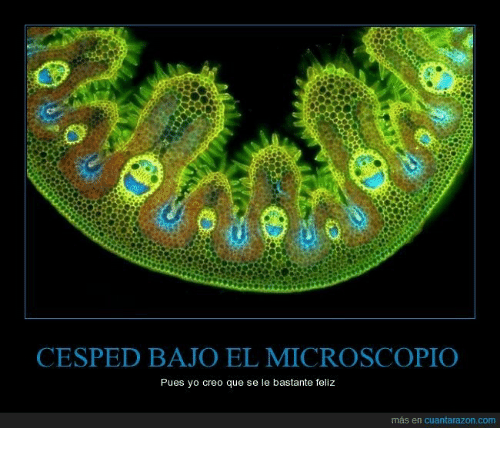 CESPED BAJO EL MICROSCOPIO
Pues yo creo que se le bastante feliz
más en cuantarazon.com